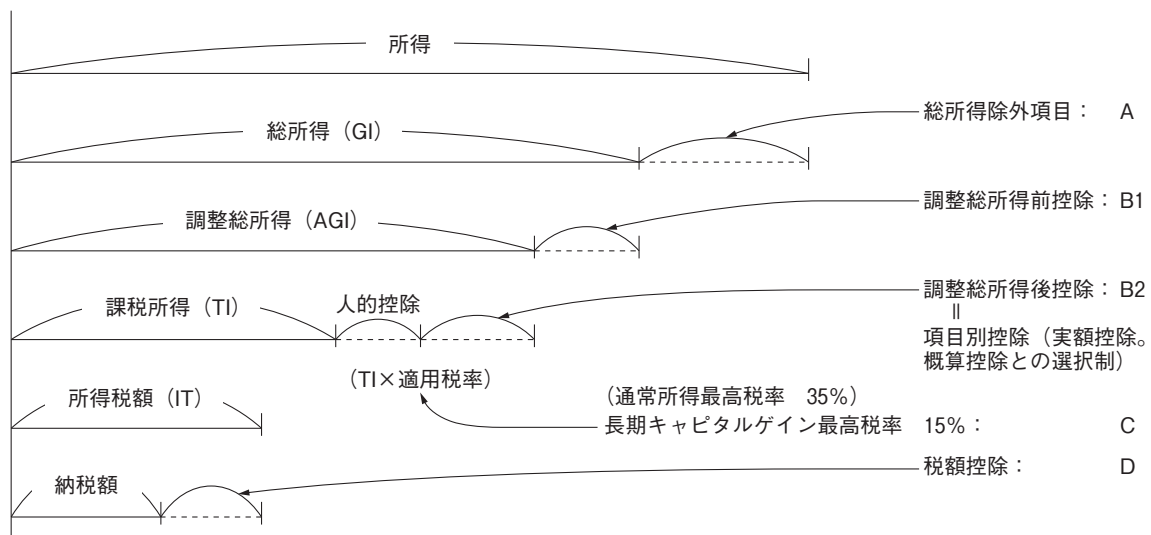 所得
総所得除外項目： A
総所得（GI）
調整総所得前控除：B1
調整総所得（AGI）
調整総所得後控除：B2
॥
項目別控除（実額控除。
概算控除との選択制）
課税所得（TI） 人的控除
（TI×適用税率）
所得税額（IT）
（通常所得最高税率 35%）
長期キャピタルゲイン最高税率 15%： C
税額控除： D
納税額